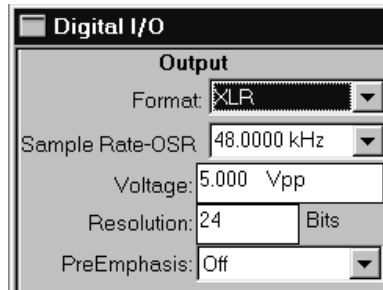 Digital I/O
Output
Format: XLR
Sample Rate-OSR 48.0000 kHz
Voltage: 5.000 Vpp
Resolution: 24 Bits
PreEmphasis: Off